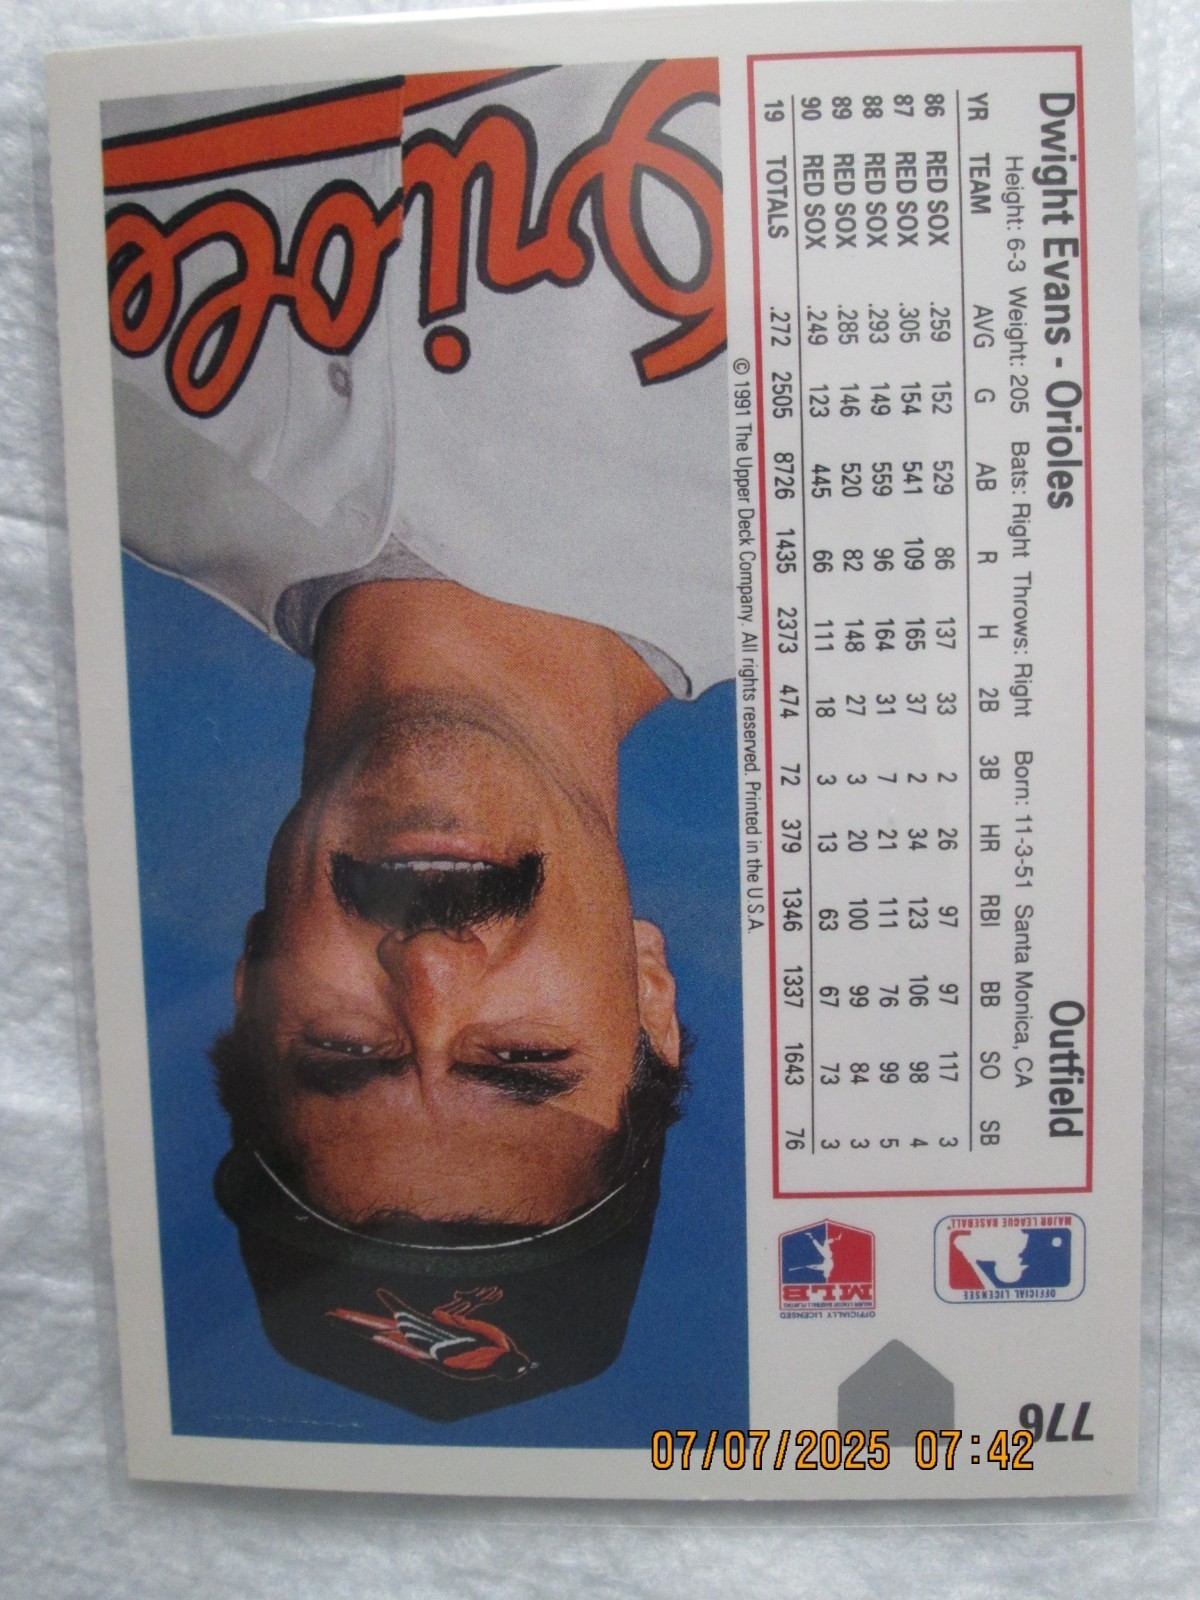 Dwight Evans - Orioles Outfield
Height: 6-3 Weight: 205 Bats: Right Throws: Right Born: 11-3-51 Santa Monica, CA
YR TEAM AVG G AB R H 2B 3B HR RBI BB SO SB
86 RED SOX .259 152 529 86 137 33 2 26 97 97 117 3
87 RED SOX .305 154 541 109 165 37 2 34 123 106 98 4
88 RED SOX .293 149 559 96 164 31 7 21 111 76 99 5
89 RED SOX .285 146 520 82 148 27 3 20 100 99 84 3
90 RED SOX .249 123 445 66 111 18 3 13 63 67 73 3
19 TOTALS .272 2505 8726 1435 2373 474 72 379 1346 1337 1643 76
© 1991 The Upper Deck Company. All rights reserved. Printed in the U.S.A.
Oriole
OFFICIAL LICENSEE
MAJOR LEAGUE BASEBALL
OFFICIALLY LICENSED
MAJOR LEAGUE BASEBALL PLAYERS
MLB
776
07/07/2025 07:42